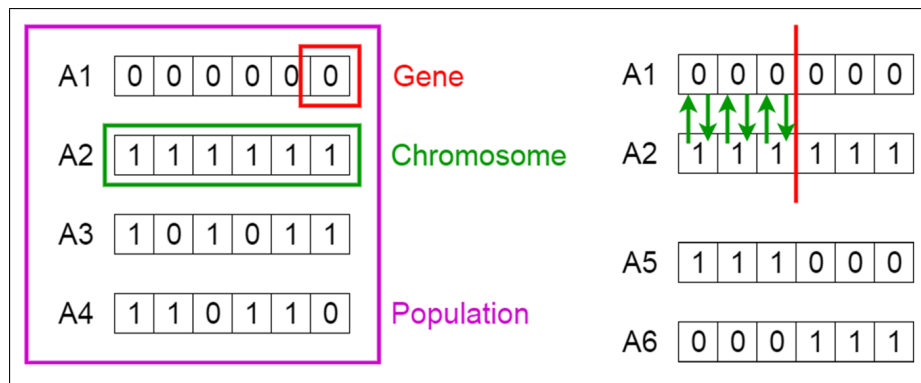 A1 0 0 0 0 0 0 Gene
A2 1 1 1 1 1 1 Chromosome
A3 1 0 1 0 1 1
A4 1 1 0 1 1 0 Population
A1 0 0 0 0 0 0
A2 1 1 1 1 1 1
A5 1 1 1 0 0 0
A6 0 0 0 1 1 1